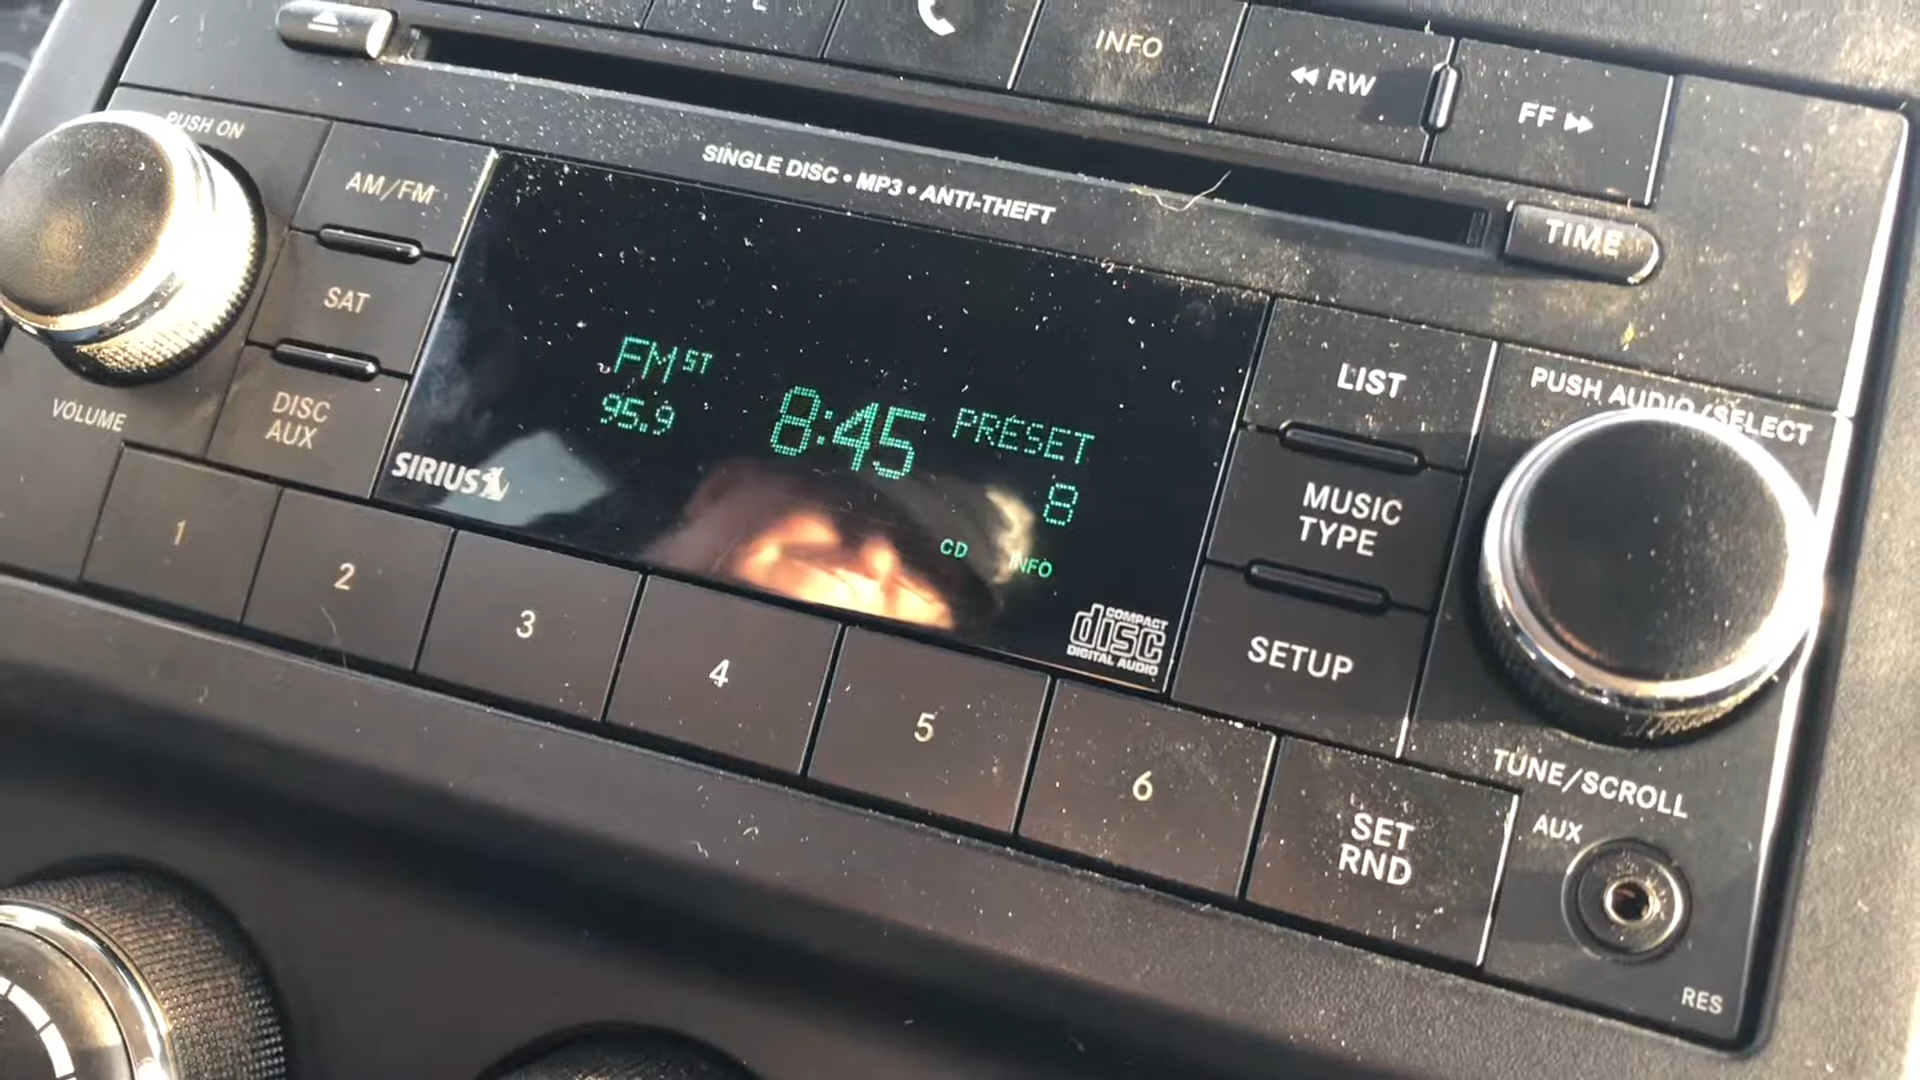 INFO
◀◀ RW
FF ▶▶
PUSH ON
SINGLE DISC • MP3 • ANTI-THEFT
AM/FM
TIME
SAT
FM ST
95.9
8:45
PRESET
8
LIST
PUSH AUDIO/SELECT
VOLUME
DISC
AUX
SIRIUS
MUSIC
TYPE
CD
INFO
COMPACT
disc
DIGITAL AUDIO
SETUP
1
2
3
4
5
6
SET
RND
TUNE/SCROLL
AUX
RES